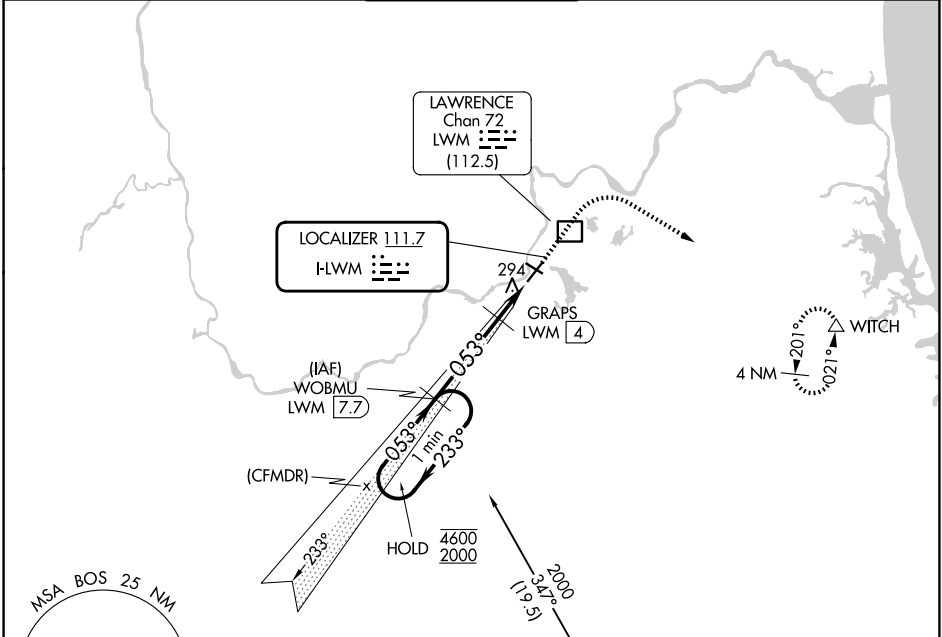 LAWRENCE
Chan 72
LWM
(112.5)
LOCALIZER 111.7
I-LWM
294
GRAPS
LWM 4
WITCH
201°
021°
4 NM
053°
(IAF)
WOBMU
LWM 7.7
053°
1 min
233°
(CFMDR)
HOLD 4600
2000
233°
2000
347°
(19.5)
MSA BOS 25 NM